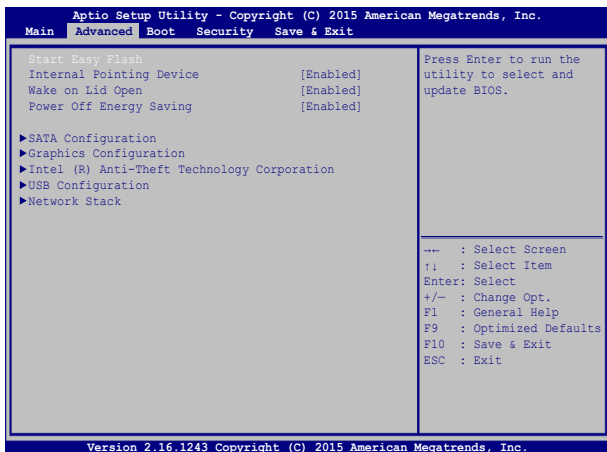 Aptio Setup Utility - Copyright (C) 2015 American Megatrends, Inc.
Main Advanced Boot Security Save & Exit
Start Easy Flash
Internal Pointing Device [Enabled]
Wake on Lid Open [Enabled]
Power Off Energy Saving [Enabled]
▶SATA Configuration
▶Graphics Configuration
▶Intel (R) Anti-Theft Technology Corporation
▶USB Configuration
▶Network Stack
Press Enter to run the
utility to select and
update BIOS.
→← : Select Screen
↑↓ : Select Item
Enter: Select
+/— : Change Opt.
F1 : General Help
F9 : Optimized Defaults
F10 : Save & Exit
ESC : Exit
Version 2.16.1243 Copyright (C) 2015 American Megatrends, Inc.